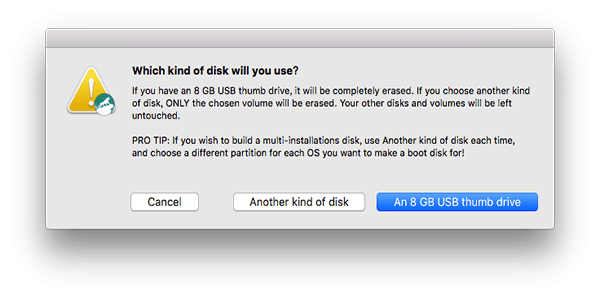 Which kind of disk will you use?
If you have an 8 GB USB thumb drive, it will be completely erased. If you choose another kind
of disk, ONLY the chosen volume will be erased. Your other disks and volumes will be left
untouched.
PRO TIP: If you wish to build a multi-installations disk, use Another kind of disk each time,
and choose a different partition for each OS you want to make a boot disk for!
Cancel
Another kind of disk
An 8 GB USB thumb drive